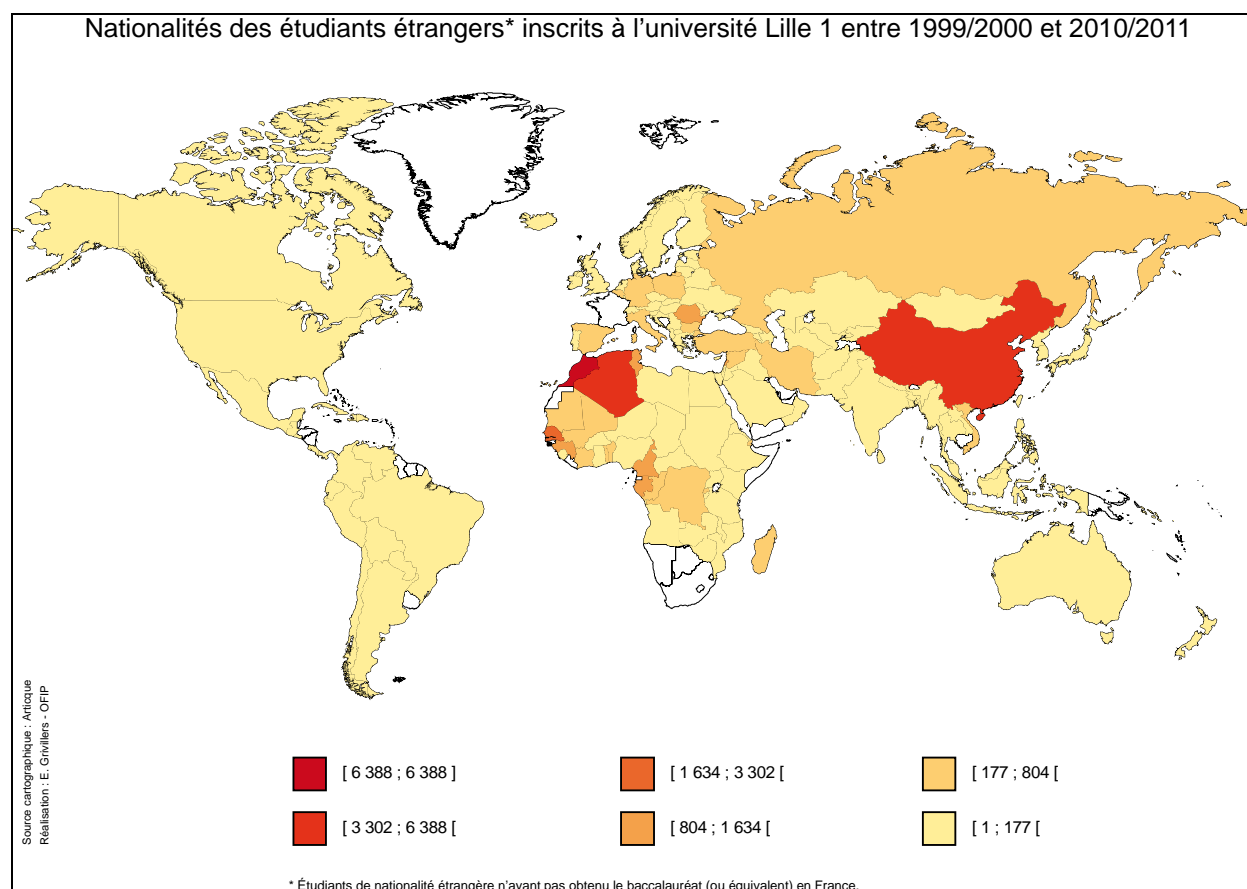 Nationalités des étudiants étrangers* inscrits à l'université Lille 1 entre 1999/2000 et 2010/2011
Source cartographique : Articque
Réalisation : E. Grivillers - OFIP
[ 6 388 ; 6 388 ]
[ 1 634 ; 3 302 [
[ 177 ; 804 [
[ 3 302 ; 6 388 [
[ 804 ; 1 634 [
[ 1 ; 177 [
* Étudiants de nationalité étrangère n'ayant pas obtenu le baccalauréat (ou équivalent) en France.